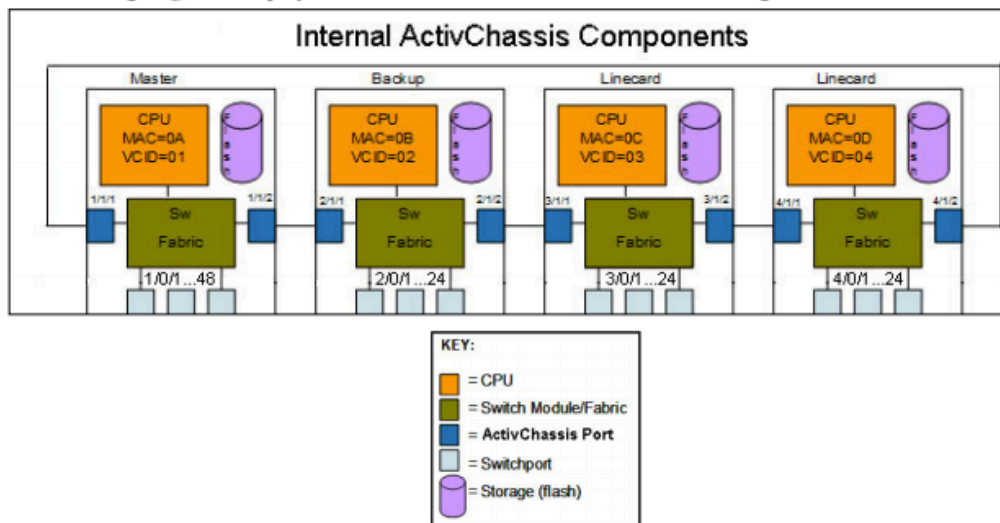 Internal ActivChassis Components
Master
Backup
Linecard
Linecard
CPU
MAC=0A
VCID=01
Flash
CPU
MAC=0B
VCID=02
Flash
CPU
MAC=0C
VCID=03
Flash
CPU
MAC=0D
VCID=04
Flash
1/1/1
1/1/2
2/1/1
2/1/2
3/1/1
3/1/2
4/1/1
4/1/2
Sw
Fabric
Sw
Fabric
Sw
Fabric
Sw
Fabric
1/0/1...48
2/0/1...24
3/0/1...24
4/0/1...24
KEY:
= CPU
= Switch Module/Fabric
= ActivChassis Port
= Switchport
= Storage (flash)